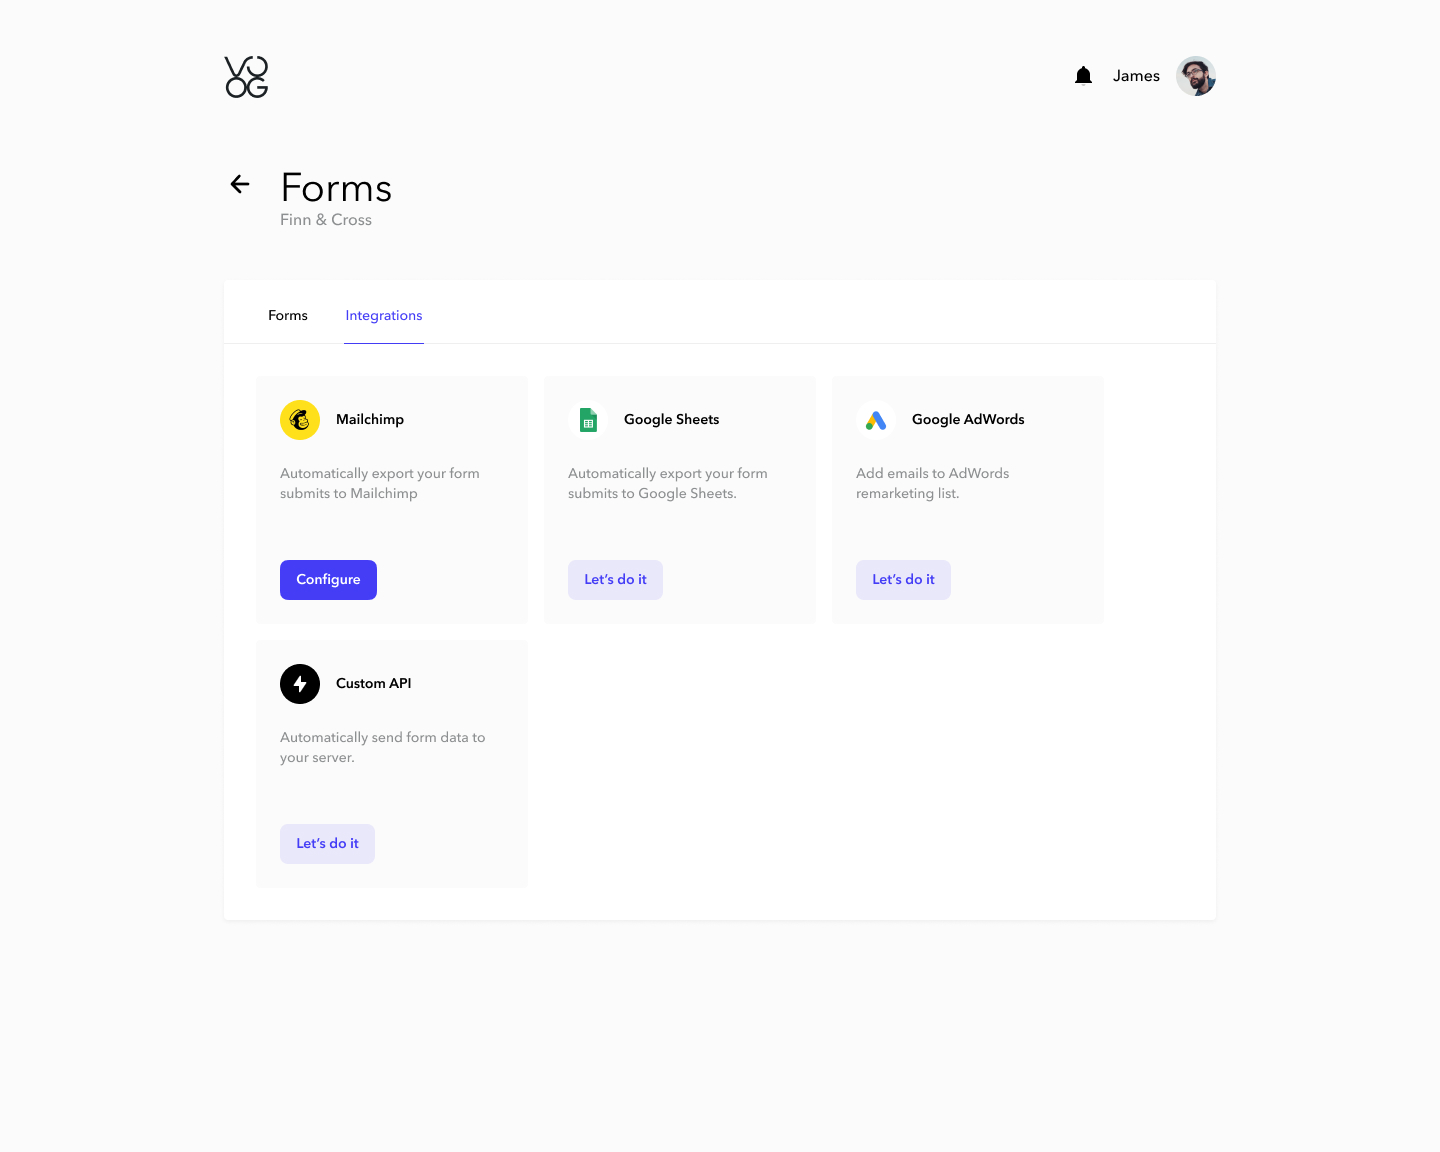 VOOG
James
Forms
Finn & Cross
Forms
Integrations
Mailchimp
Automatically export your form
submits to Mailchimp
Configure
Google Sheets
Automatically export your form
submits to Google Sheets.
Let’s do it
Google AdWords
Add emails to AdWords
remarketing list.
Let’s do it
Custom API
Automatically send form data to
your server.
Let’s do it